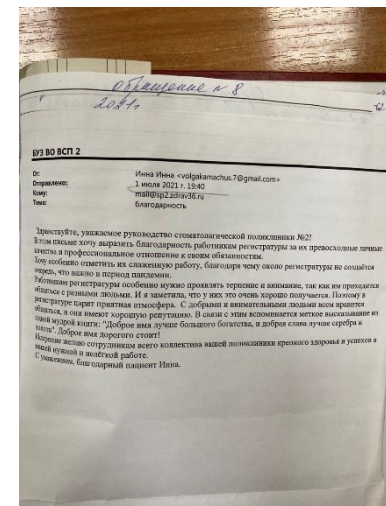 обращение N 8
2021г
БУЗ ВО ВСП 2
От: Инна Инна <volgakamachus.7@gmail.com>
Отправлено: 1 июля 2021 г. 19:40
Кому: mail@sp2.zdrav36.ru
Тема: благодарность
Здравствуйте, уважаемое руководство стоматологической поликлиники №2!
В этом письме хочу выразить благодарность работникам регистратуры за их превосходные личные
качества и профессиональное отношение к своим обязанностям.
Хочу особенно отметить их слаженную работу, благодаря чему около регистратуры не создаётся
очередь, что важно в период пандемии.
Работникам регистратуры особенно нужно проявлять терпение и внимание, так как им приходится
общаться с разными людьми. И я заметила, что у них это очень хорошо получается. Поэтому в
регистратуре царит приятная атмосфера. С добрыми и внимательными людьми всем нравится
общаться, и они имеют хорошую репутацию. В связи с этим вспоминается меткое высказывание из
одной мудрой книги: "Доброе имя лучше большого богатства, и добрая слава лучше серебра и
золота". Доброе имя дорогого стоит!
Искренне желаю сотрудникам всего коллектива вашей поликлиники крепкого здоровья и успехов в
вашей нужной и нелёгкой работе.
С уважением, благодарный пациент Инна.